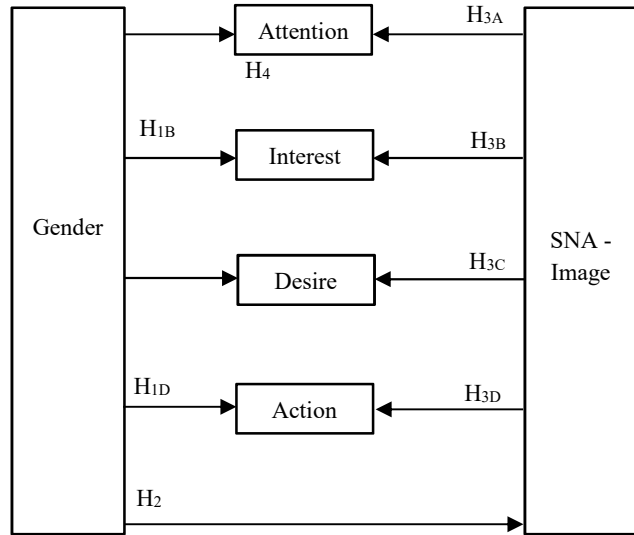 Attention
H3A
H4
H1B
Interest
H3B
Gender
SNA -
Image
Desire
H3C
H1D
Action
H3D
H2